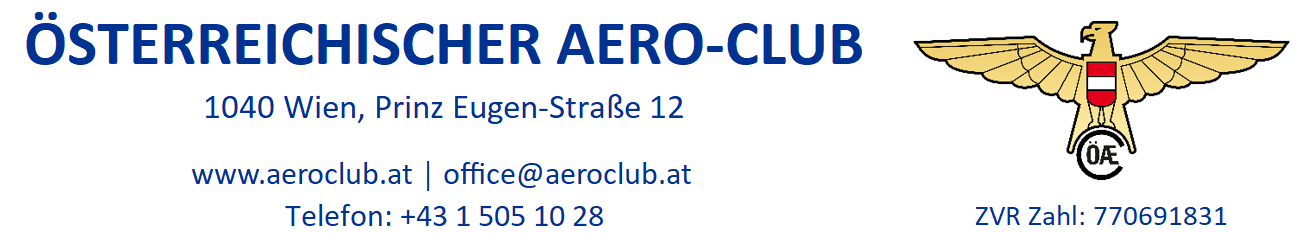 ÖSTERREICHISCHER AERO-CLUB
1040 Wien, Prinz Eugen-Straße 12
www.aeroclub.at | office@aeroclub.at
Telefon: +43 1 505 10 28
ÖÆC
ZVR Zahl: 770691831